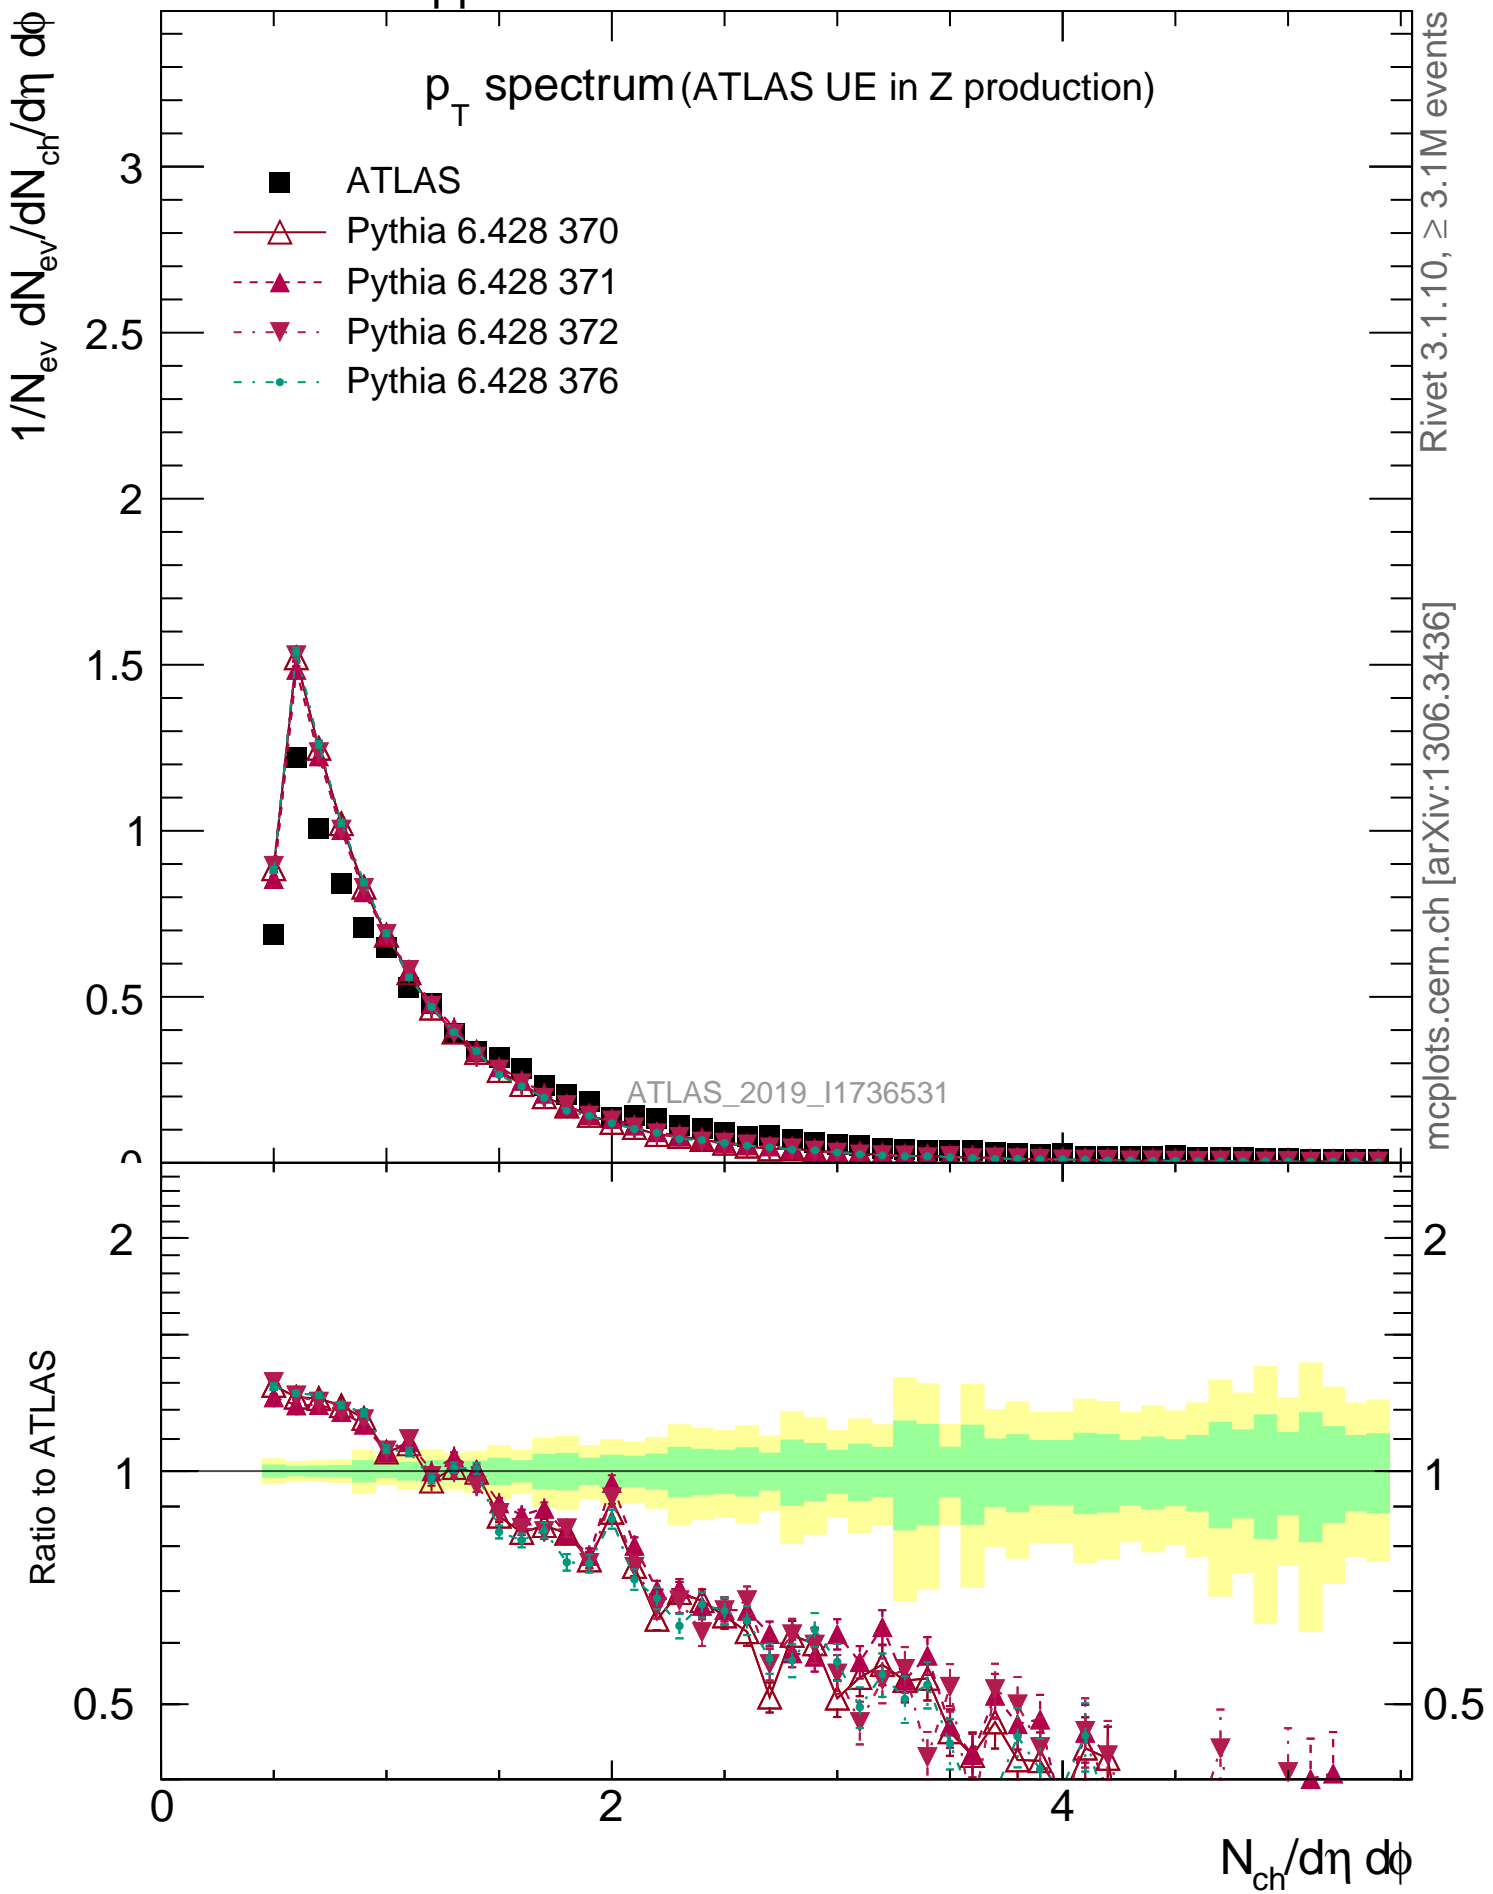 1/N_ev dN_ev/dN_ch/dη dϕ
p_T spectrum (ATLAS UE in Z production)
ATLAS
Pythia 6.428 370
Pythia 6.428 371
Pythia 6.428 372
Pythia 6.428 376
3
2.5
2
1.5
1
0.5
0
ATLAS_2019_I1736531
Rivet 3.1.10, ≥ 3.1M events
mcplots.cern.ch [arXiv:1306.3436]
Ratio to ATLAS
2
1
0.5
2
1
0.5
0
2
4
N_ch/dη dϕ